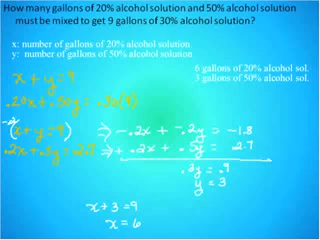 How many gallons of 20% alcohol solution and 50% alcohol solution
must be mixed to get 9 gallons of 30% alcohol solution?
x: number of gallons of 20% alcohol solution
y: number of gallons of 50% alcohol solution
6 gallons of 20% alcohol sol.
3 gallons of 50% alcohol sol.
x + y = 9
.20x + .50y = .30(9)
-.2(x + y = 9) ⇒ -.2x + -.2y = -1.8
.2x + .5y = 2.7 ⇒ + .2x + .5y = 2.7
.3y = .9
y = 3
x + 3 = 9
x = 6